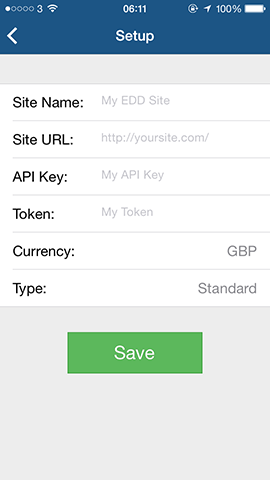 3 06:11 100%
Setup
Site Name: My EDD Site
Site URL: http://yoursite.com/
API Key: My API Key
Token: My Token
Currency: GBP
Type: Standard
Save